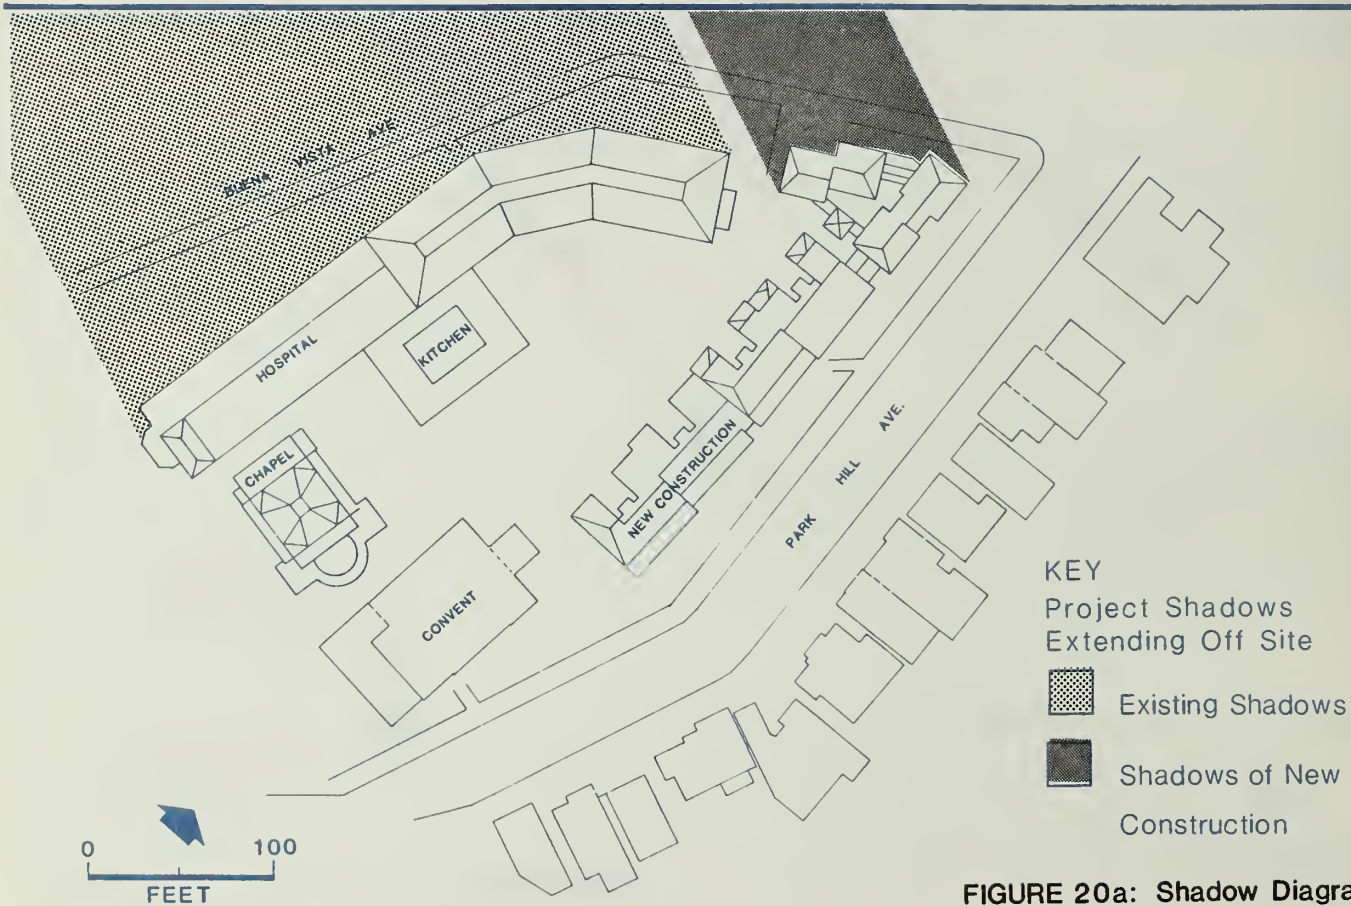 BUENA VISTA AVE.
HOSPITAL
KITCHEN
CHAPEL
CONVENT
NEW CONSTRUCTION
PARK HILL AVE.
KEY
Project Shadows
Extending Off Site
Existing Shadows
Shadows of New
Construction
0 100
FEET
FIGURE 20a: Shadow Diagra